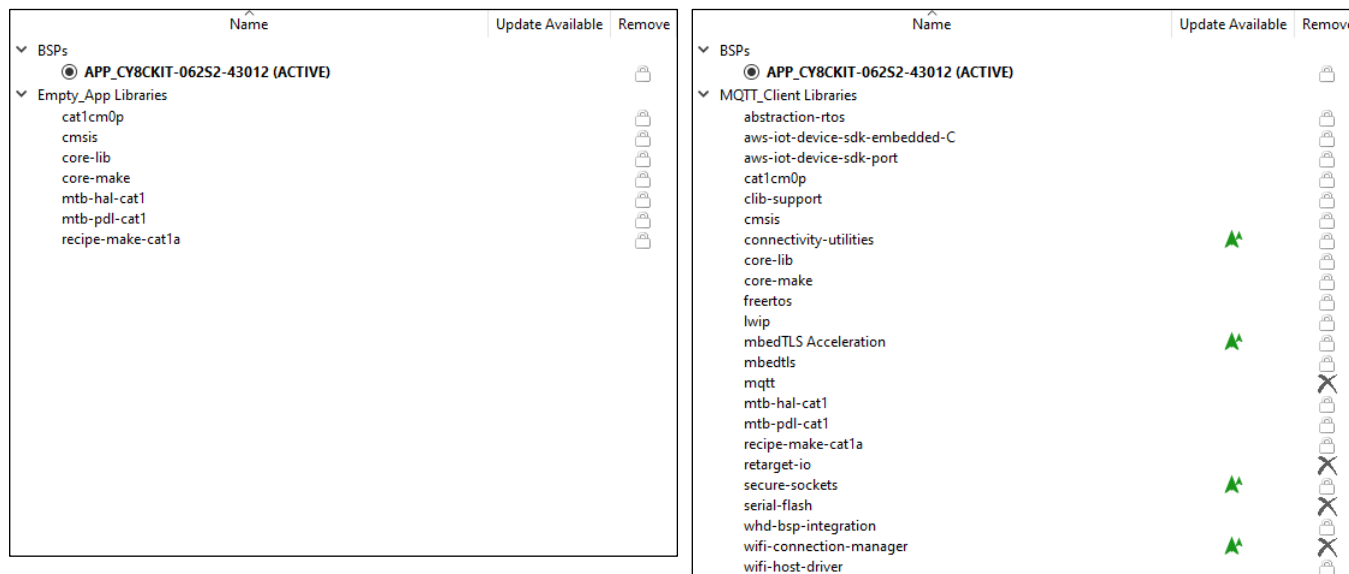 Name Update Available Remove
BSPs
APP_CY8CKIT-062S2-43012 (ACTIVE)
Empty_App Libraries
cat1cm0p
cmsis
core-lib
core-make
mtb-hal-cat1
mtb-pdl-cat1
recipe-make-cat1a
Name Update Available Remove
BSPs
APP_CY8CKIT-062S2-43012 (ACTIVE)
MQTT_Client Libraries
abstraction-rtos
aws-iot-device-sdk-embedded-C
aws-iot-device-sdk-port
cat1cm0p
clib-support
cmsis
connectivity-utilities
core-lib
core-make
freertos
lwip
mbedTLS Acceleration
mbedtls
mqtt
mtb-hal-cat1
mtb-pdl-cat1
recipe-make-cat1a
retarget-io
secure-sockets
serial-flash
whd-bsp-integration
wifi-connection-manager
wifi-host-driver